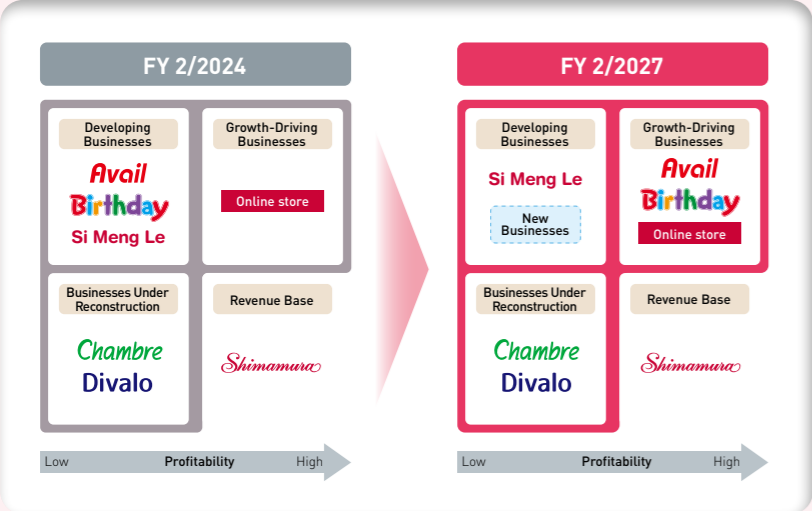 FY 2/2024
Developing
Businesses
Avail
Birthday
Si Meng Le
Growth-Driving
Businesses
Online store
Businesses Under
Reconstruction
Chambre
Divalo
Revenue Base
Shimamura
Low
Profitability
High
FY 2/2027
Developing
Businesses
Si Meng Le
New
Businesses
Growth-Driving
Businesses
Avail
Birthday
Online store
Businesses Under
Reconstruction
Chambre
Divalo
Revenue Base
Shimamura
Low
Profitability
High